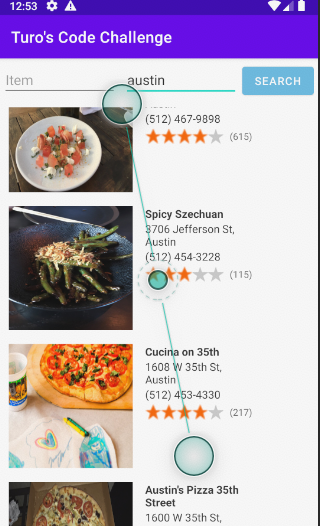 12:53
Turo's Code Challenge
Item
austin
SEARCH
Austin
(512) 467-9898
(615)
Spicy Szechuan
3706 Jefferson St,
Austin
(512) 454-3228
(115)
Cucina on 35th
1608 W 35th St,
Austin
(512) 453-4330
(217)
Austin's Pizza 35th
Street
1600 W 35th St,